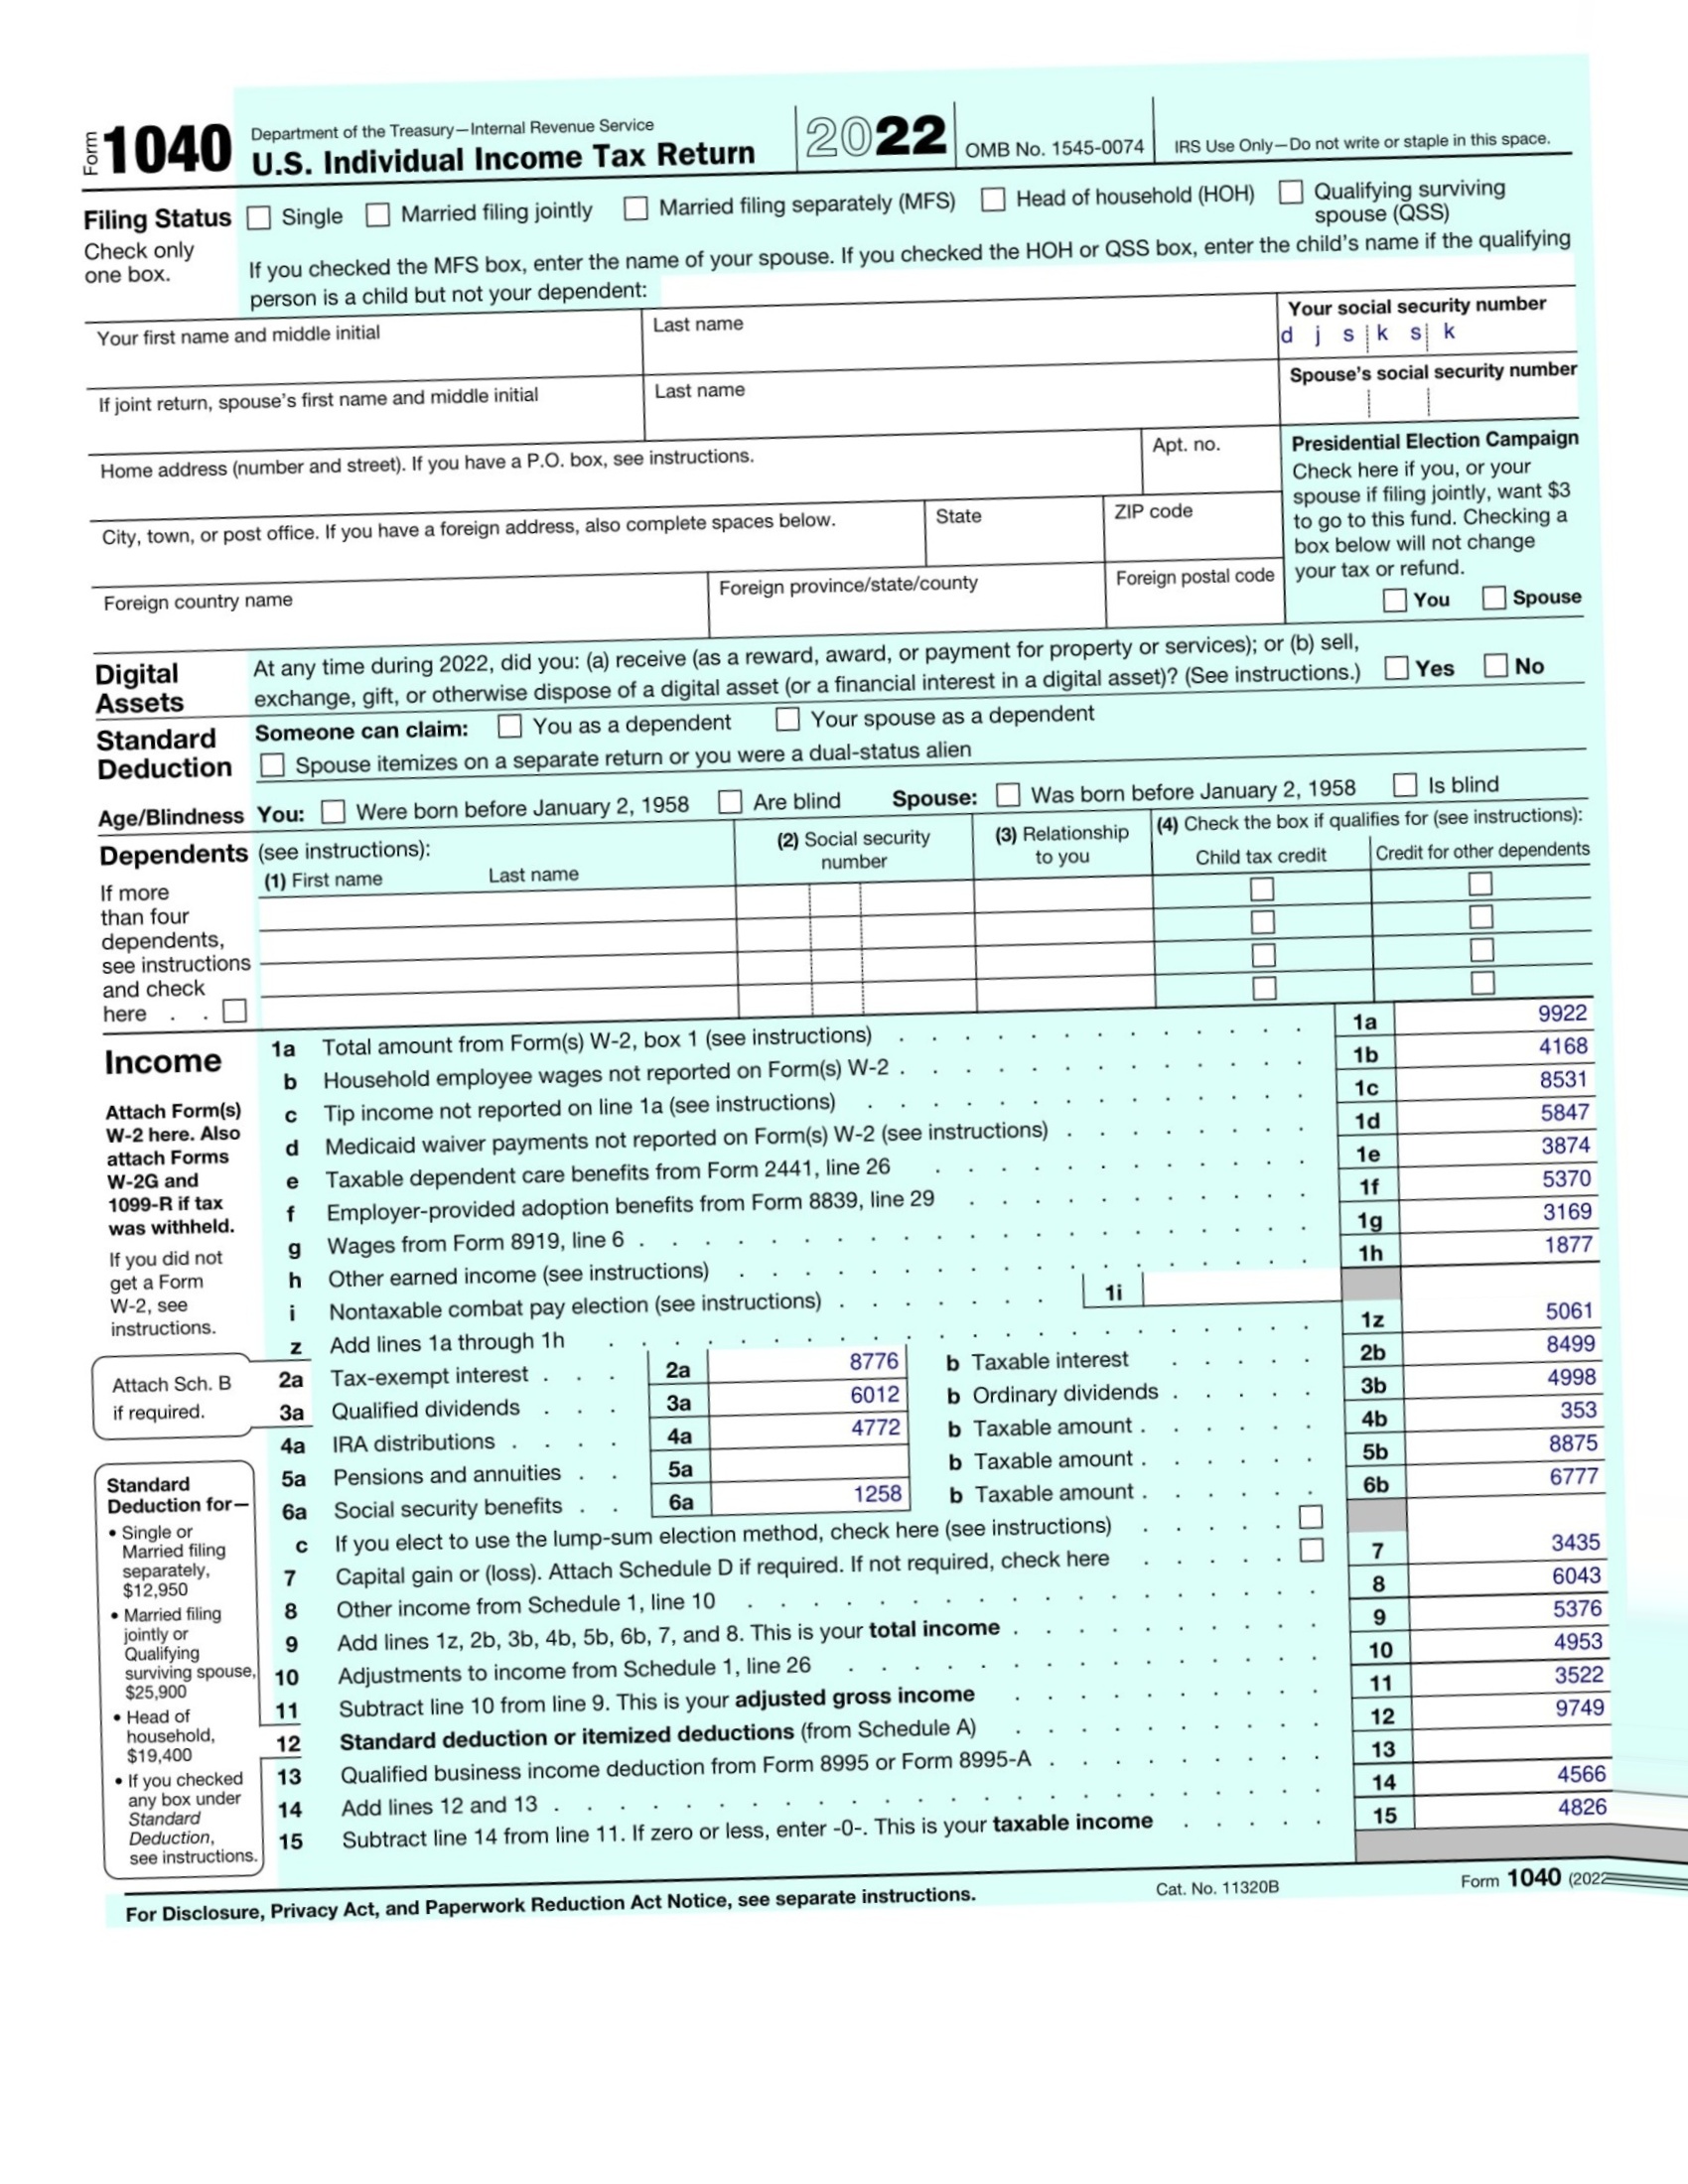 Form 1040 Department of the Treasury—Internal Revenue Service
U.S. Individual Income Tax Return 2022 OMB No. 1545-0074 IRS Use Only—Do not write or staple in this space.
Filing Status Single Married filing jointly Married filing separately (MFS) Head of household (HOH) Qualifying surviving spouse (QSS)
Check only one box.
If you checked the MFS box, enter the name of your spouse. If you checked the HOH or QSS box, enter the child's name if the qualifying
person is a child but not your dependent:
Your first name and middle initial Last name Your social security number
d j s k s k
If joint return, spouse's first name and middle initial Last name Spouse's social security number
Home address (number and street). If you have a P.O. box, see instructions. Apt. no.
City, town, or post office. If you have a foreign address, also complete spaces below. State ZIP code
Foreign country name Foreign province/state/county Foreign postal code
Presidential Election Campaign
Check here if you, or your
spouse if filing jointly, want $3
to go to this fund. Checking a
box below will not change
your tax or refund.
You Spouse
Digital Assets
At any time during 2022, did you: (a) receive (as a reward, award, or payment for property or services); or (b) sell,
exchange, gift, or otherwise dispose of a digital asset (or a financial interest in a digital asset)? (See instructions.) Yes No
Standard Deduction
Someone can claim: You as a dependent Your spouse as a dependent
Spouse itemizes on a separate return or you were a dual-status alien
Age/Blindness You: Were born before January 2, 1958 Are blind Spouse: Was born before January 2, 1958 Is blind
Dependents (see instructions): (2) Social security number (3) Relationship to you (4) Check the box if qualifies for (see instructions):
(1) First name Last name Child tax credit Credit for other dependents
If more
than four
dependents,
see instructions
and check
here . .
Income
Attach Form(s)
W-2 here. Also
attach Forms
W-2G and
1099-R if tax
was withheld.
If you did not
get a Form
W-2, see
instructions.
1a Total amount from Form(s) W-2, box 1 (see instructions) 1a 9922
b Household employee wages not reported on Form(s) W-2 1b 4168
c Tip income not reported on line 1a (see instructions) 1c 8531
d Medicaid waiver payments not reported on Form(s) W-2 (see instructions) 1d 5847
e Taxable dependent care benefits from Form 2441, line 26 1e 3874
f Employer-provided adoption benefits from Form 8839, line 29 1f 5370
g Wages from Form 8919, line 6 1g 3169
h Other earned income (see instructions) 1h 1877
i Nontaxable combat pay election (see instructions) 1i
z Add lines 1a through 1h 1z 5061
Attach Sch. B
if required.
2a Tax-exempt interest 2a 8776 b Taxable interest 2b 8499
3a Qualified dividends 3a 6012 b Ordinary dividends 3b 4998
4a IRA distributions 4a 4772 b Taxable amount 4b 353
5a Pensions and annuities 5a b Taxable amount 5b 8875
6a Social security benefits 6a 1258 b Taxable amount 6b 6777
c If you elect to use the lump-sum election method, check here (see instructions)
7 Capital gain or (loss). Attach Schedule D if required. If not required, check here 7 3435
8 Other income from Schedule 1, line 10 8 6043
9 Add lines 1z, 2b, 3b, 4b, 5b, 6b, 7, and 8. This is your total income 9 5376
10 Adjustments to income from Schedule 1, line 26 10 4953
11 Subtract line 10 from line 9. This is your adjusted gross income 11 3522
12 Standard deduction or itemized deductions (from Schedule A) 12 9749
13 Qualified business income deduction from Form 8995 or Form 8995-A 13
14 Add lines 12 and 13 14 4566
15 Subtract line 14 from line 11. If zero or less, enter -0-. This is your taxable income 15 4826
Standard
Deduction for—
• Single or
Married filing
separately,
$12,950
• Married filing
jointly or
Qualifying
surviving spouse,
$25,900
• Head of
household,
$19,400
• If you checked
any box under
Standard
Deduction,
see instructions.
For Disclosure, Privacy Act, and Paperwork Reduction Act Notice, see separate instructions. Cat. No. 11320B Form 1040 (2022